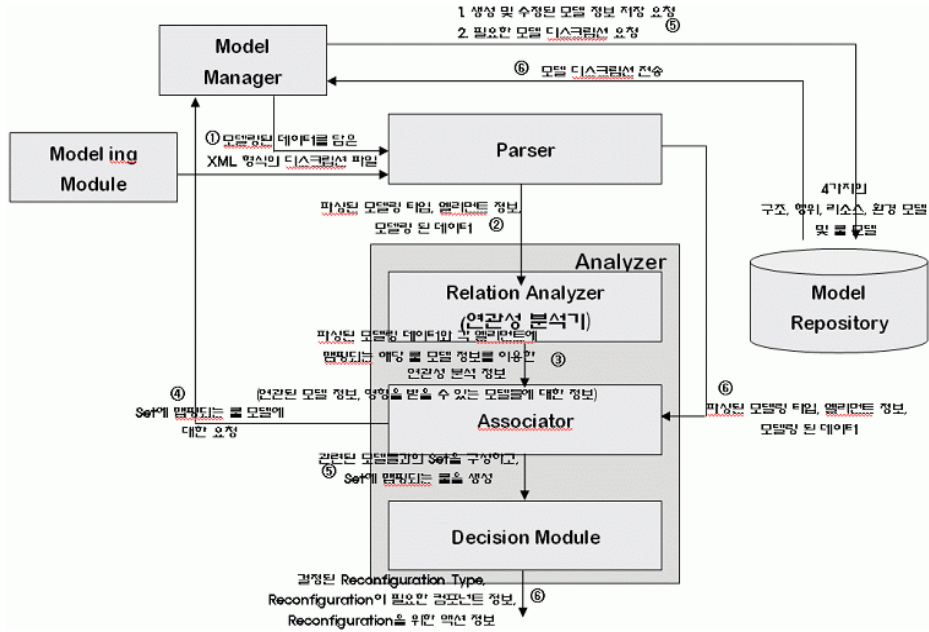 1. 생성 및 수정된 모델 정보 저장 요청
2. 필요한 모델 디스크립션 요청
⑤
Model
Manager
⑥ 모델 디스크립션 전송
① 모델링된 데이터를 담은
XML 형식의 디스크립션 파일
Parser
Model ing
Module
4가지의
구조, 행위, 리소스, 환경 모델
및 룰 모델
파싱된 모델링 타입, 엘리먼트 정보,
모델링 된 데이터 ②
Analyzer
Relation Analyzer
(연관성 분석기)
Model
Repository
파싱된 모델링 데이터와 각 엘리먼트에
맵핑되는 해당 룰 모델 정보를 이용한 ③
연관성 분석 정보
(연관된 모델 정보, 영향을 받을 수 있는 모델들에 대한 정보)
④
Set에 맵핑되는 룰 모델에
대한 요청
Associator
⑥
파싱된 모델링 타입, 엘리먼트 정보,
모델링 된 데이터
관련된 모델들과의 Set을 구성하고,
⑤ Set에 맵핑되는 룰을 생성
Decision Module
결정된 Reconfiguration Type,
Reconfiguration이 필요한 컴포넌트 정보, ⑥
Reconfiguration을 위한 액션 정보